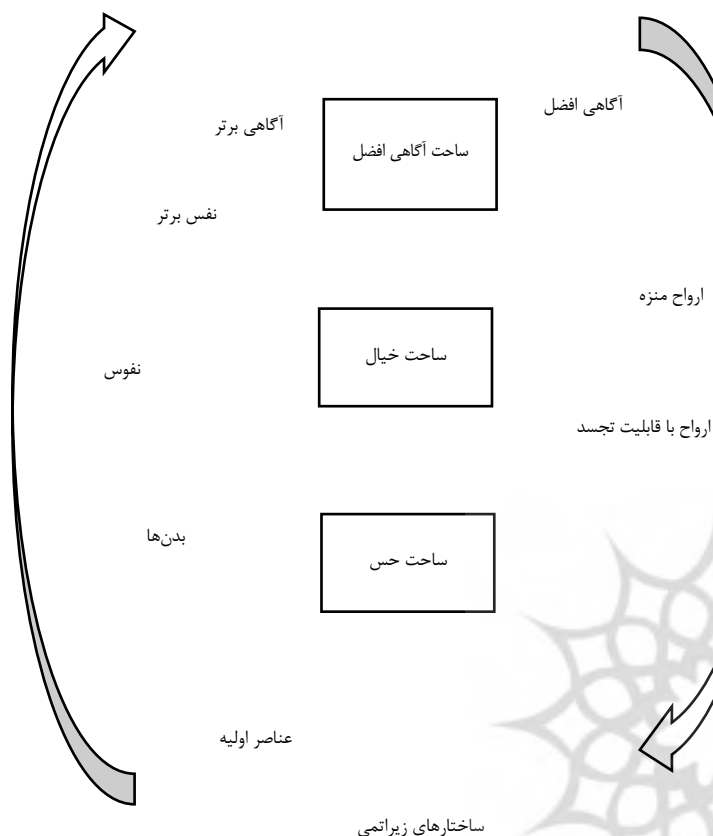 آگاهی افضل
آگاهی برتر
ساحت آگاهی افضل
نفس برتر
ارواح منزه
ساحت خیال
نفوس
ارواح با قابلیت تجسد
بدن‌ها
ساحت حس
عناصر اولیه
ساختارهای زیراتمی